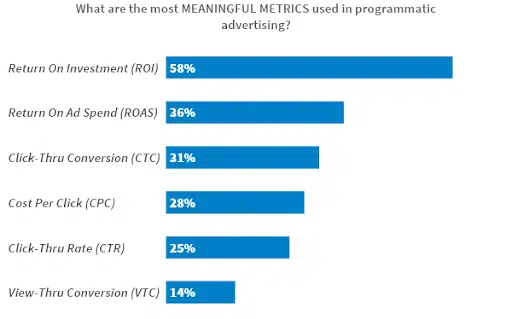 What are the most MEANINGFUL METRICS used in programmatic
advertising?
Return On Investment (ROI) 58%
Return On Ad Spend (ROAS) 36%
Click-Thru Conversion (CTC) 31%
Cost Per Click (CPC) 28%
Click-Thru Rate (CTR) 25%
View-Thru Conversion (VTC) 14%